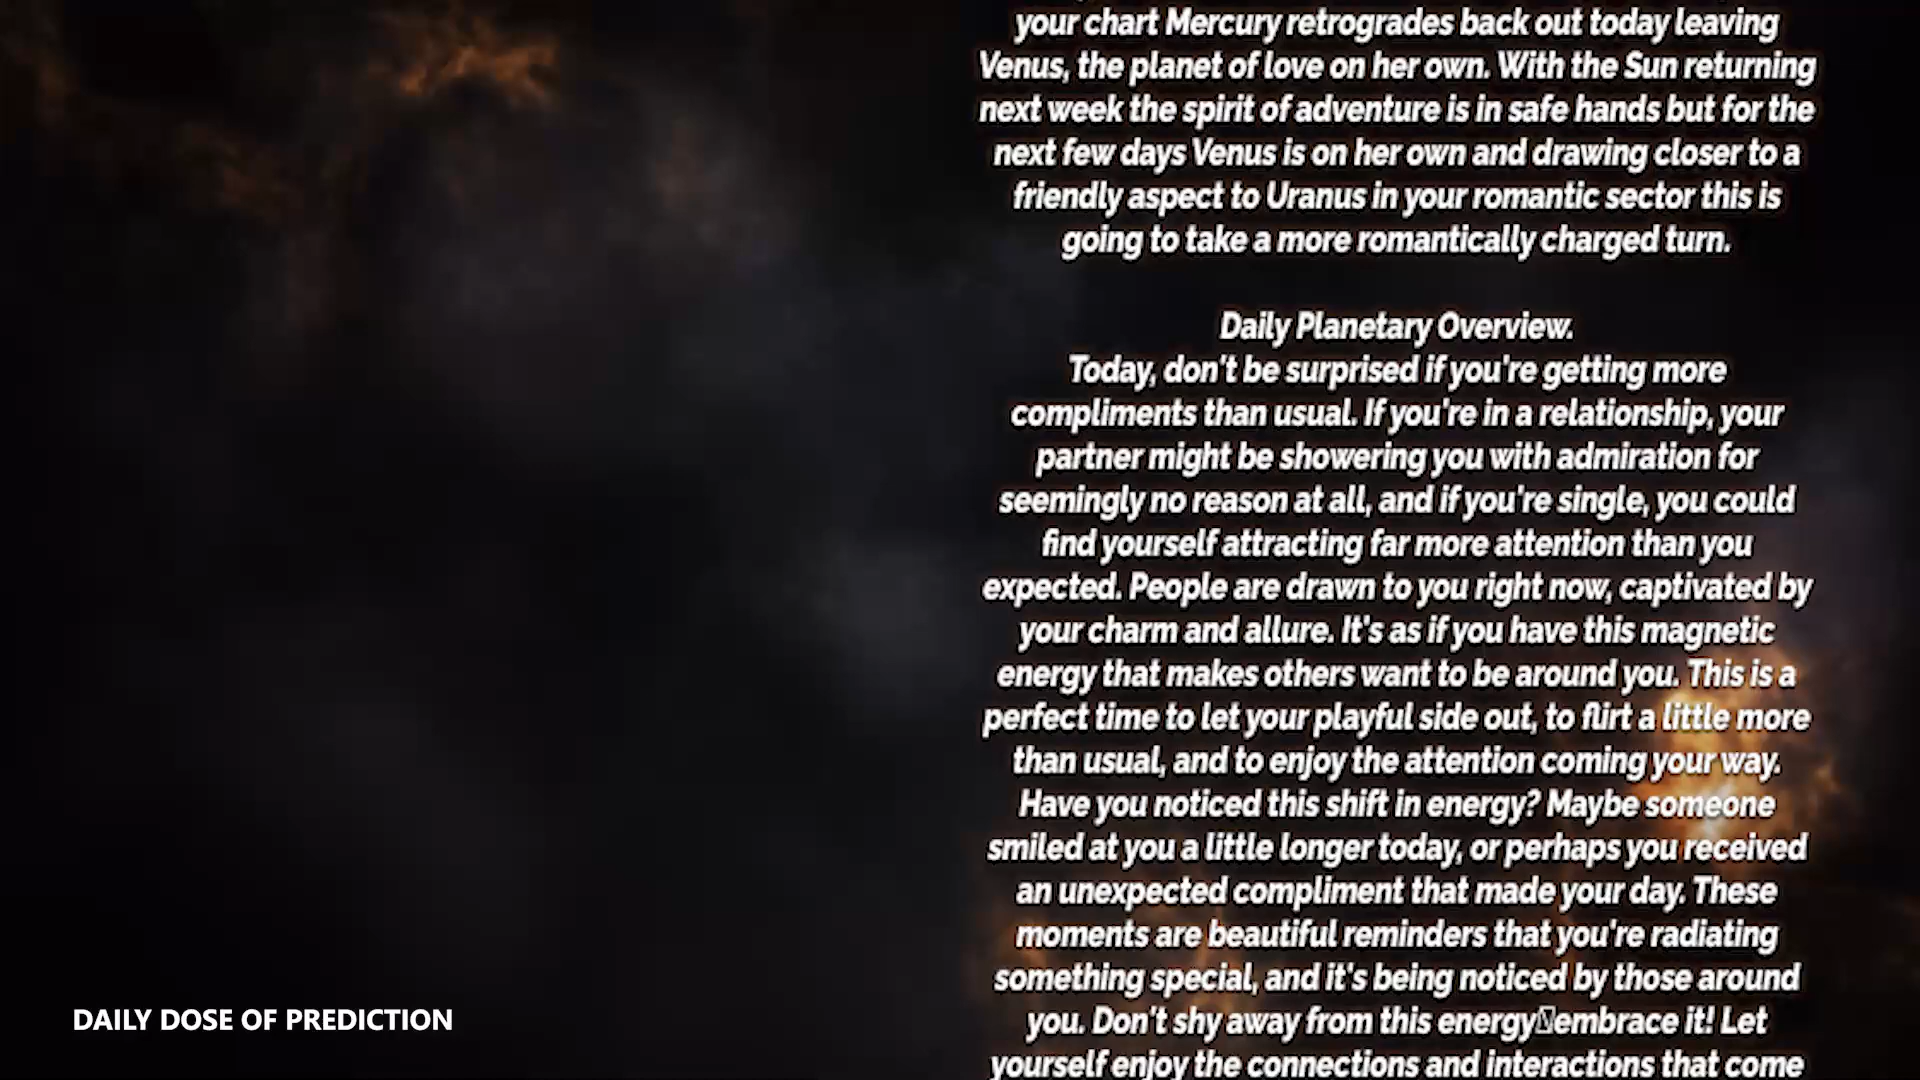 your chart Mercury retrogrades back out today leaving
Venus, the planet of love on her own. With the Sun returning
next week the spirit of adventure is in safe hands but for the
next few days Venus is on her own and drawing closer to a
friendly aspect to Uranus in your romantic sector this is
going to take a more romantically charged turn.
Daily Planetary Overview.
Today, don't be surprised if you're getting more
compliments than usual. If you're in a relationship, your
partner might be showering you with admiration for
seemingly no reason at all, and if you're single, you could
find yourself attracting far more attention than you
expected. People are drawn to you right now, captivated by
your charm and allure. It's as if you have this magnetic
energy that makes others want to be around you. This is a
perfect time to let your playful side out, to flirt a little more
than usual, and to enjoy the attention coming your way.
Have you noticed this shift in energy? Maybe someone
smiled at you a little longer today, or perhaps you received
an unexpected compliment that made your day. These
moments are beautiful reminders that you're radiating
something special, and it's being noticed by those around
you. Don't shy away from this energy embrace it! Let
yourself enjoy the connections and interactions that come
DAILY DOSE OF PREDICTION